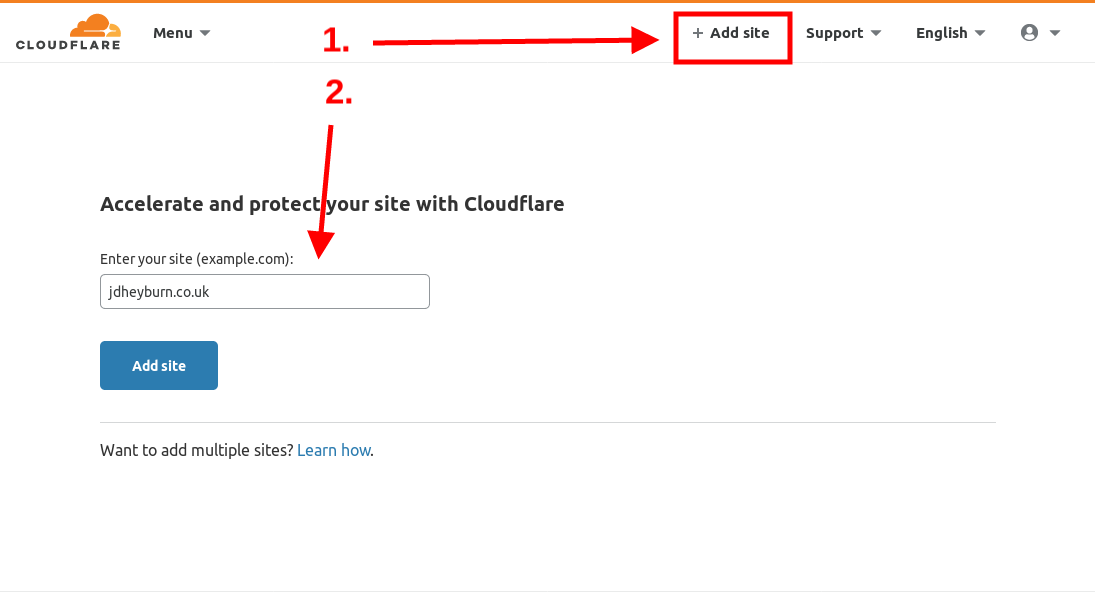 CLOUDFLARE Menu 1. + Add site Support English
2.
Accelerate and protect your site with Cloudflare
Enter your site (example.com):
jdheyburn.co.uk
Add site
Want to add multiple sites? Learn how.